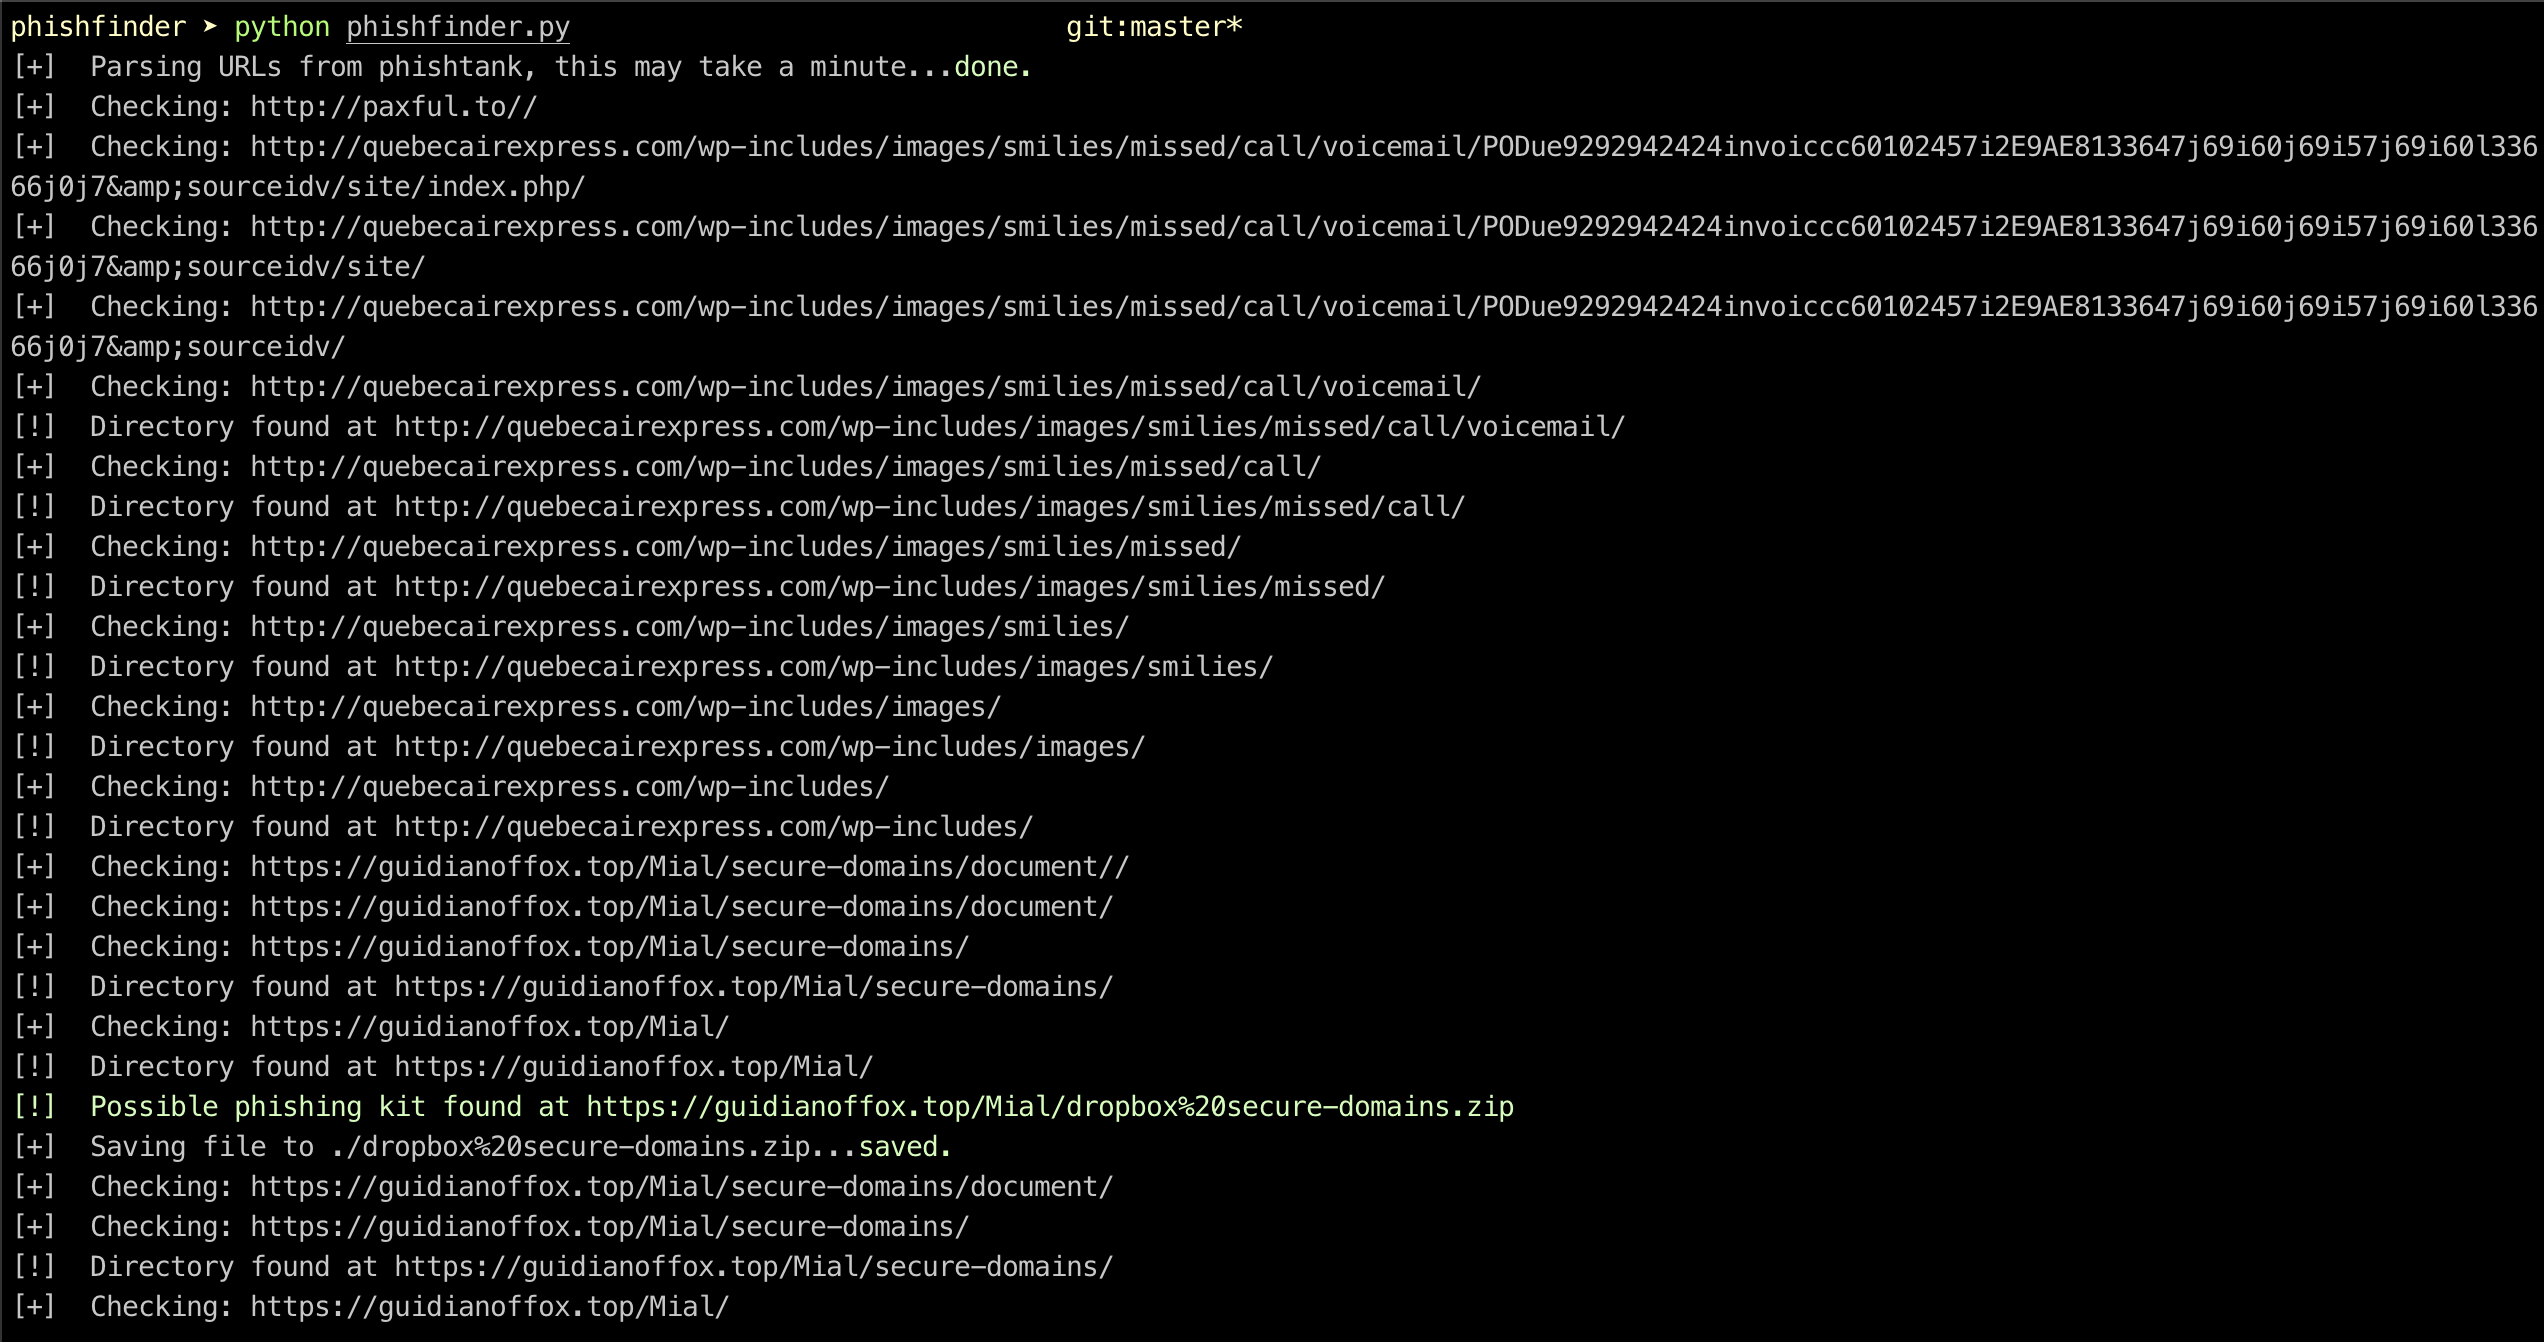 phishfinder ➤ python phishfinder.py git:master*
[+] Parsing URLs from phishtank, this may take a minute...done.
[+] Checking: http://paxful.to//
[+] Checking: http://quebecairexpress.com/wp-includes/images/smilies/missed/call/voicemail/PODue9292942424invoiccc60102457i2E9AE8133647j69i60j69i57j69i60l336
66j0j7&amp;sourceidv/site/index.php/
[+] Checking: http://quebecairexpress.com/wp-includes/images/smilies/missed/call/voicemail/PODue9292942424invoiccc60102457i2E9AE8133647j69i60j69i57j69i60l336
66j0j7&amp;sourceidv/site/
[+] Checking: http://quebecairexpress.com/wp-includes/images/smilies/missed/call/voicemail/PODue9292942424invoiccc60102457i2E9AE8133647j69i60j69i57j69i60l336
66j0j7&amp;sourceidv/
[+] Checking: http://quebecairexpress.com/wp-includes/images/smilies/missed/call/voicemail/
[!] Directory found at http://quebecairexpress.com/wp-includes/images/smilies/missed/call/voicemail/
[+] Checking: http://quebecairexpress.com/wp-includes/images/smilies/missed/call/
[!] Directory found at http://quebecairexpress.com/wp-includes/images/smilies/missed/call/
[+] Checking: http://quebecairexpress.com/wp-includes/images/smilies/missed/
[!] Directory found at http://quebecairexpress.com/wp-includes/images/smilies/missed/
[+] Checking: http://quebecairexpress.com/wp-includes/images/smilies/
[!] Directory found at http://quebecairexpress.com/wp-includes/images/smilies/
[+] Checking: http://quebecairexpress.com/wp-includes/images/
[!] Directory found at http://quebecairexpress.com/wp-includes/images/
[+] Checking: http://quebecairexpress.com/wp-includes/
[!] Directory found at http://quebecairexpress.com/wp-includes/
[+] Checking: https://guidianoffox.top/Mial/secure-domains/document//
[+] Checking: https://guidianoffox.top/Mial/secure-domains/document/
[+] Checking: https://guidianoffox.top/Mial/secure-domains/
[!] Directory found at https://guidianoffox.top/Mial/secure-domains/
[+] Checking: https://guidianoffox.top/Mial/
[!] Directory found at https://guidianoffox.top/Mial/
[!] Possible phishing kit found at https://guidianoffox.top/Mial/dropbox%20secure-domains.zip
[+] Saving file to ./dropbox%20secure-domains.zip...saved.
[+] Checking: https://guidianoffox.top/Mial/secure-domains/document/
[+] Checking: https://guidianoffox.top/Mial/secure-domains/
[!] Directory found at https://guidianoffox.top/Mial/secure-domains/
[+] Checking: https://guidianoffox.top/Mial/